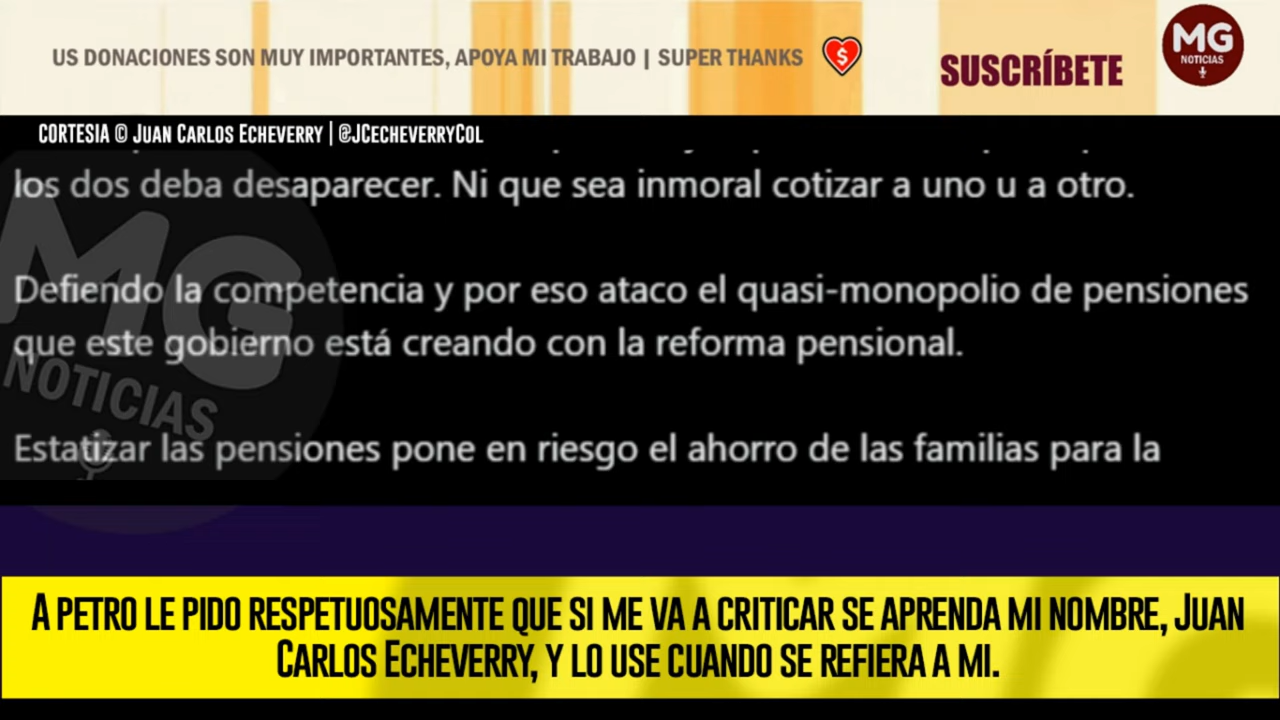 US DONACIONES SON MUY IMPORTANTES, APOYA MI TRABAJO | SUPER THANKS
$
SUSCRÍBETE
MG
NOTICIAS
CORTESIA © JUAN CARLOS ECHEVERRY | @JCECHEVERRYCOL
los dos deba desaparecer. Ni que sea inmoral cotizar a uno u a otro.
Defiendo la competencia y por eso ataco el quasi-monopolio de pensiones
que este gobierno está creando con la reforma pensional.
Estatizar las pensiones pone en riesgo el ahorro de las familias para la
MG
NOTICIAS
A PETRO LE PIDO RESPETUOSAMENTE QUE SI ME VA A CRITICAR SE APRENDA MI NOMBRE, JUAN
CARLOS ECHEVERRY, Y LO USE CUANDO SE REFIERA A MI.